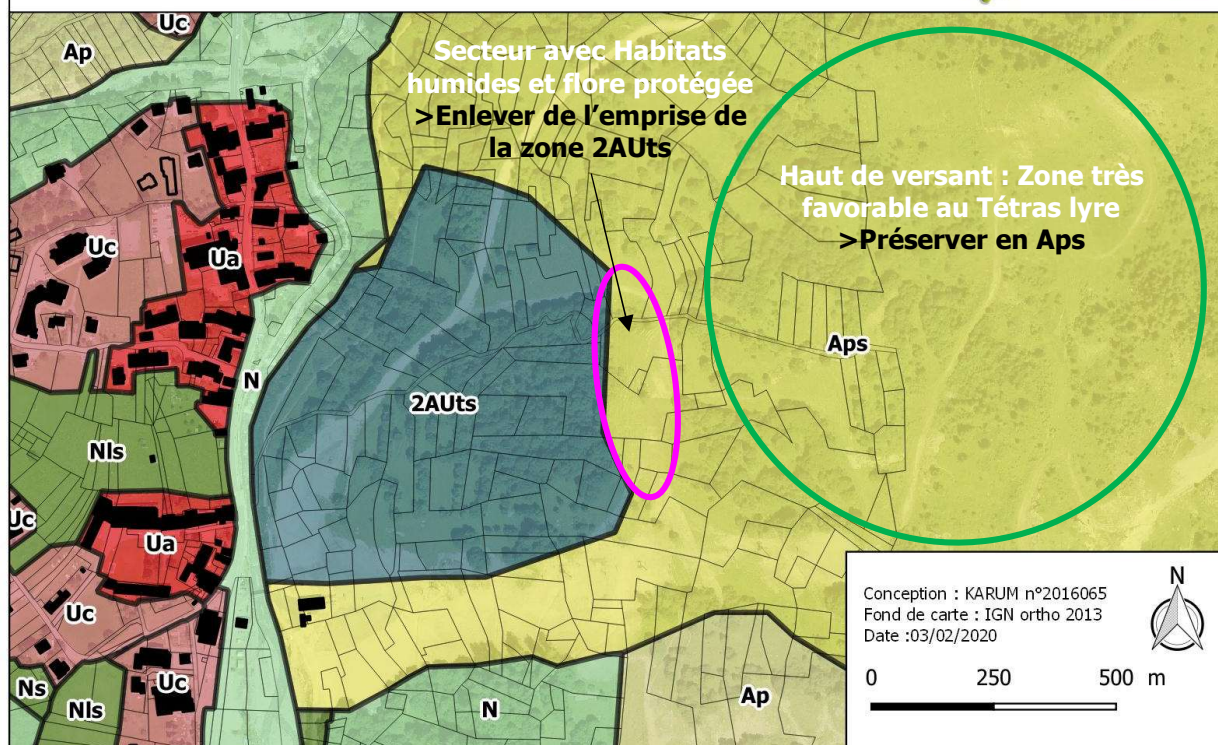 Uc
Ap
Secteur avec Habitats
humides et flore protégée
>Enlever de l’emprise de
la zone 2AUts
Haut de versant : Zone très
favorable au Tétras lyre
>Préserver en Aps
Uc
Ua
Aps
N
2AUts
Nls
Uc
Ua
Uc
Ns
Nls
Uc
N
Ap
Conception : KARUM n°2016065
Fond de carte : IGN ortho 2013
Date :03/02/2020
N
0 250 500 m